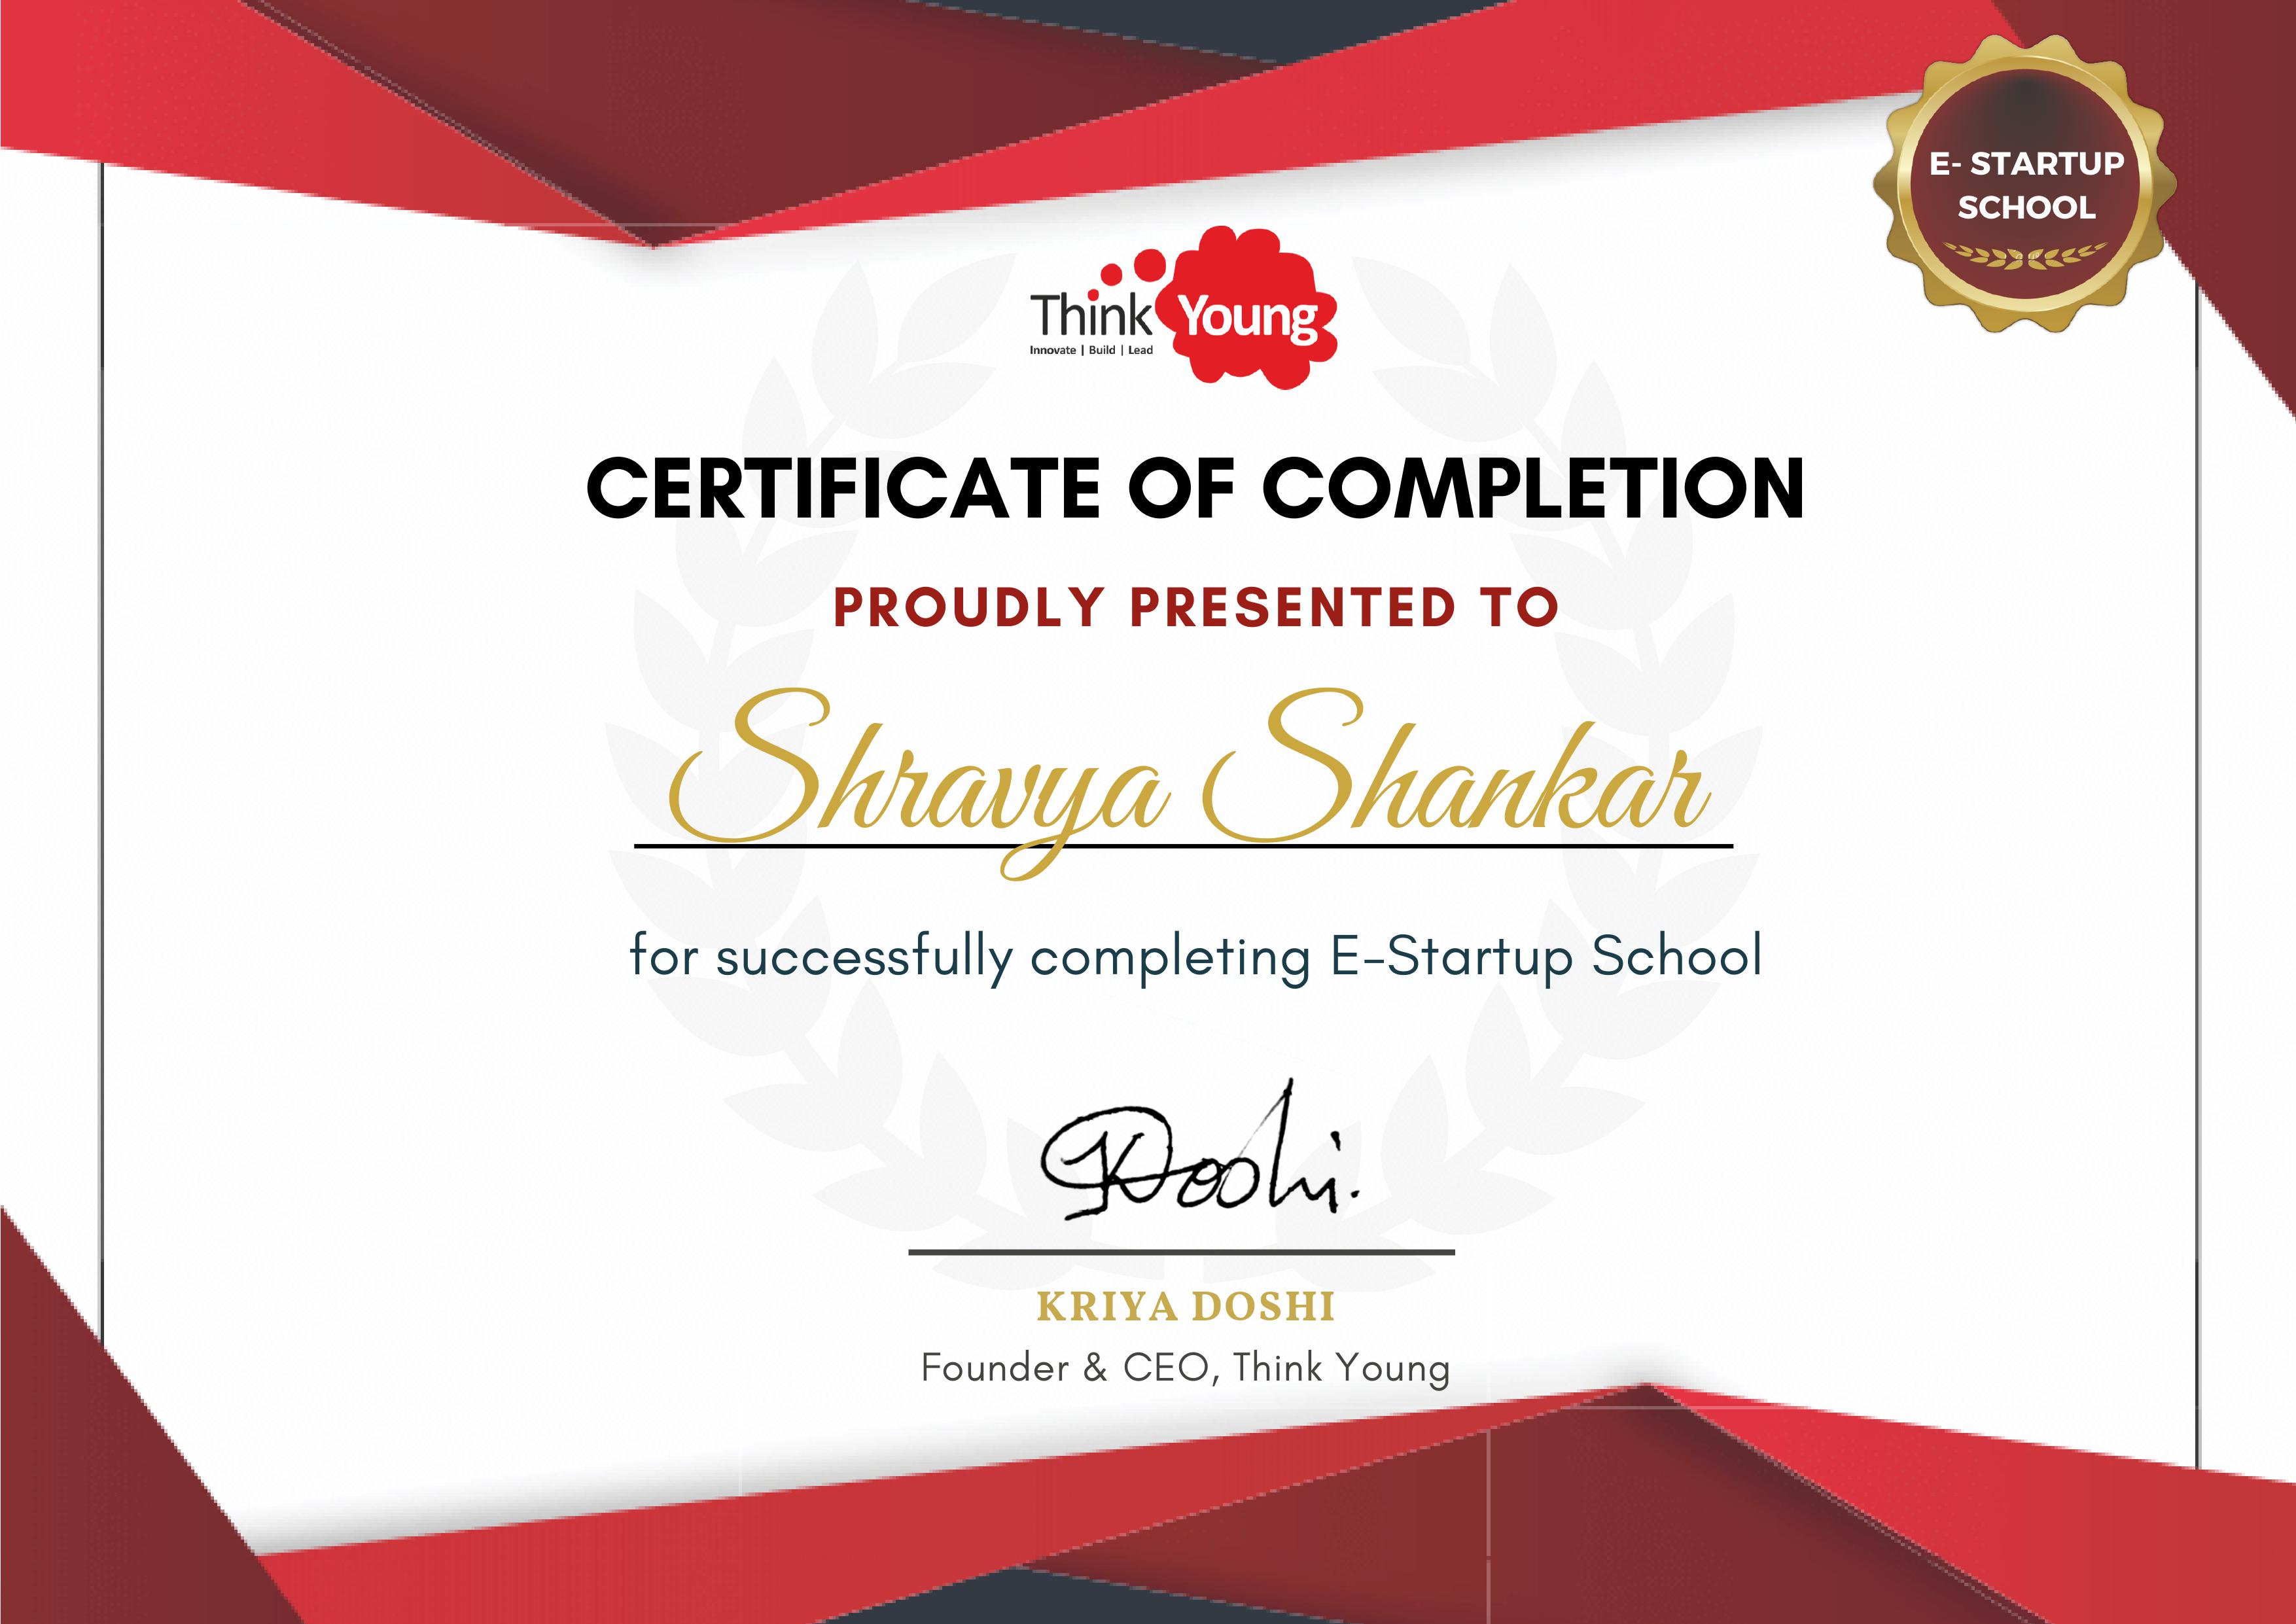 E- STARTUP
SCHOOL
Think Young
Innovate | Build | Lead
CERTIFICATE OF COMPLETION
PROUDLY PRESENTED TO
Shravya Shankar
for successfully completing E-Startup School
KDoshi.
KRIYA DOSHI
Founder & CEO, Think Young